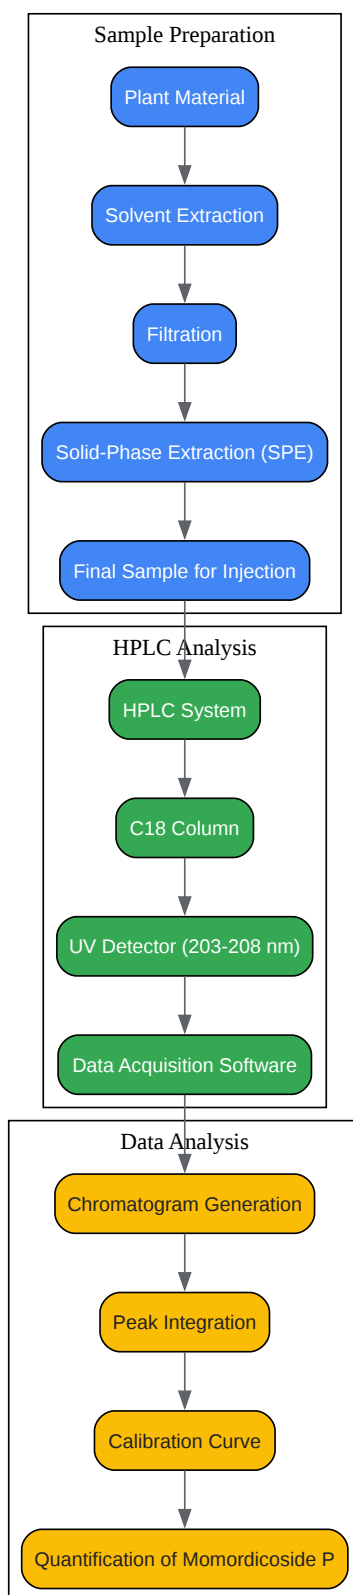 Sample Preparation
Plant Material
Solvent Extraction
Filtration
Solid-Phase Extraction (SPE)
Final Sample for Injection
HPLC Analysis
HPLC System
C18 Column
UV Detector (203-208 nm)
Data Acquisition Software
Data Analysis
Chromatogram Generation
Peak Integration
Calibration Curve
Quantification of Momordicoside P